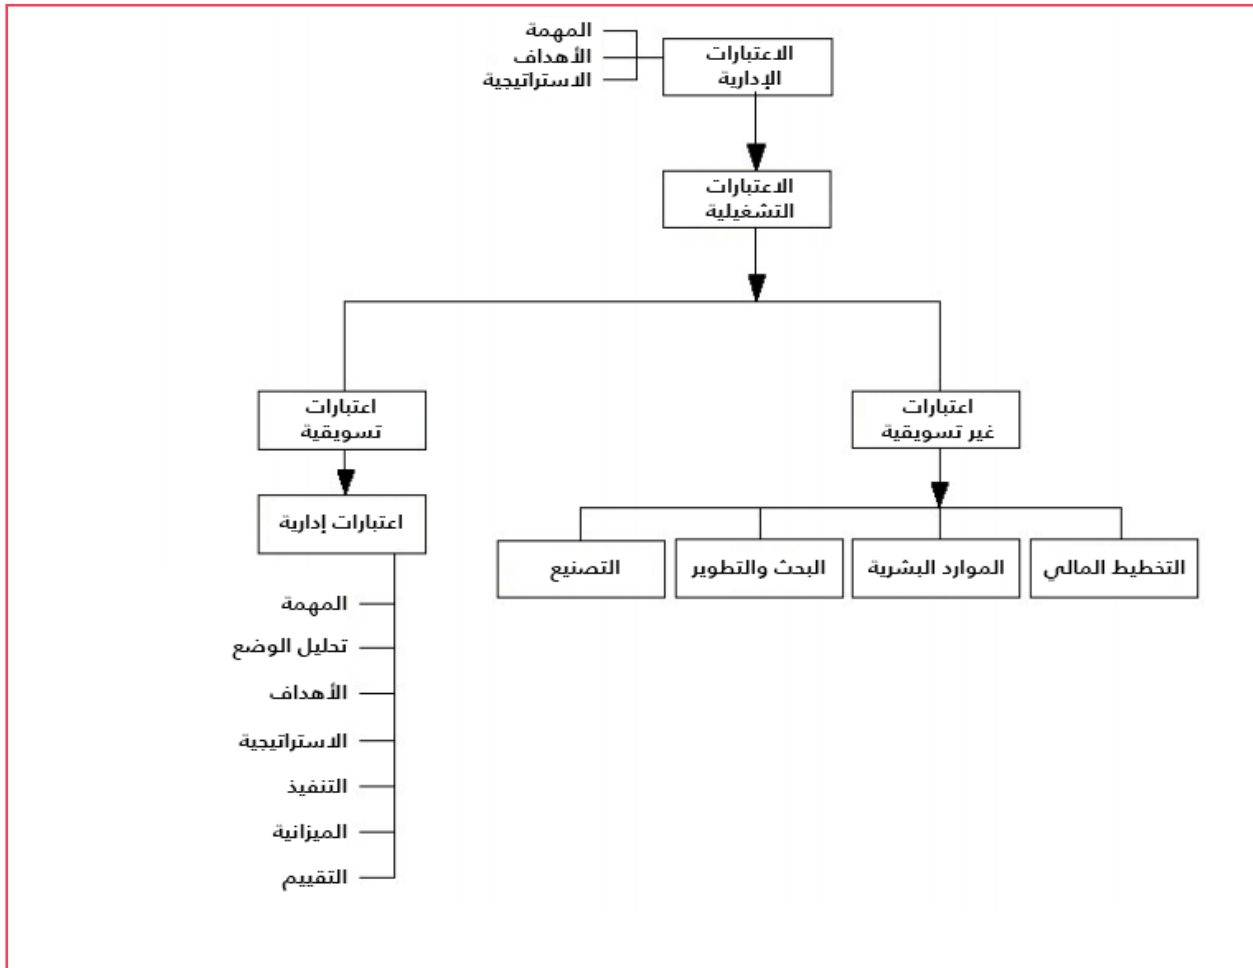 المهمة
الأهداف
الاستراتيجية
الاعتبارات
الإدارية
الاعتبارات
التشغيلية
اعتبارات
غير تسويقية
اعتبارات
تسويقية
التخطيط المالي
الموارد البشرية
البحث والتطوير
التصنيع
اعتبارات إدارية
المهمة
تحليل الوضع
الأهداف
الاستراتيجية
التنفيذ
الميزانية
التقييم